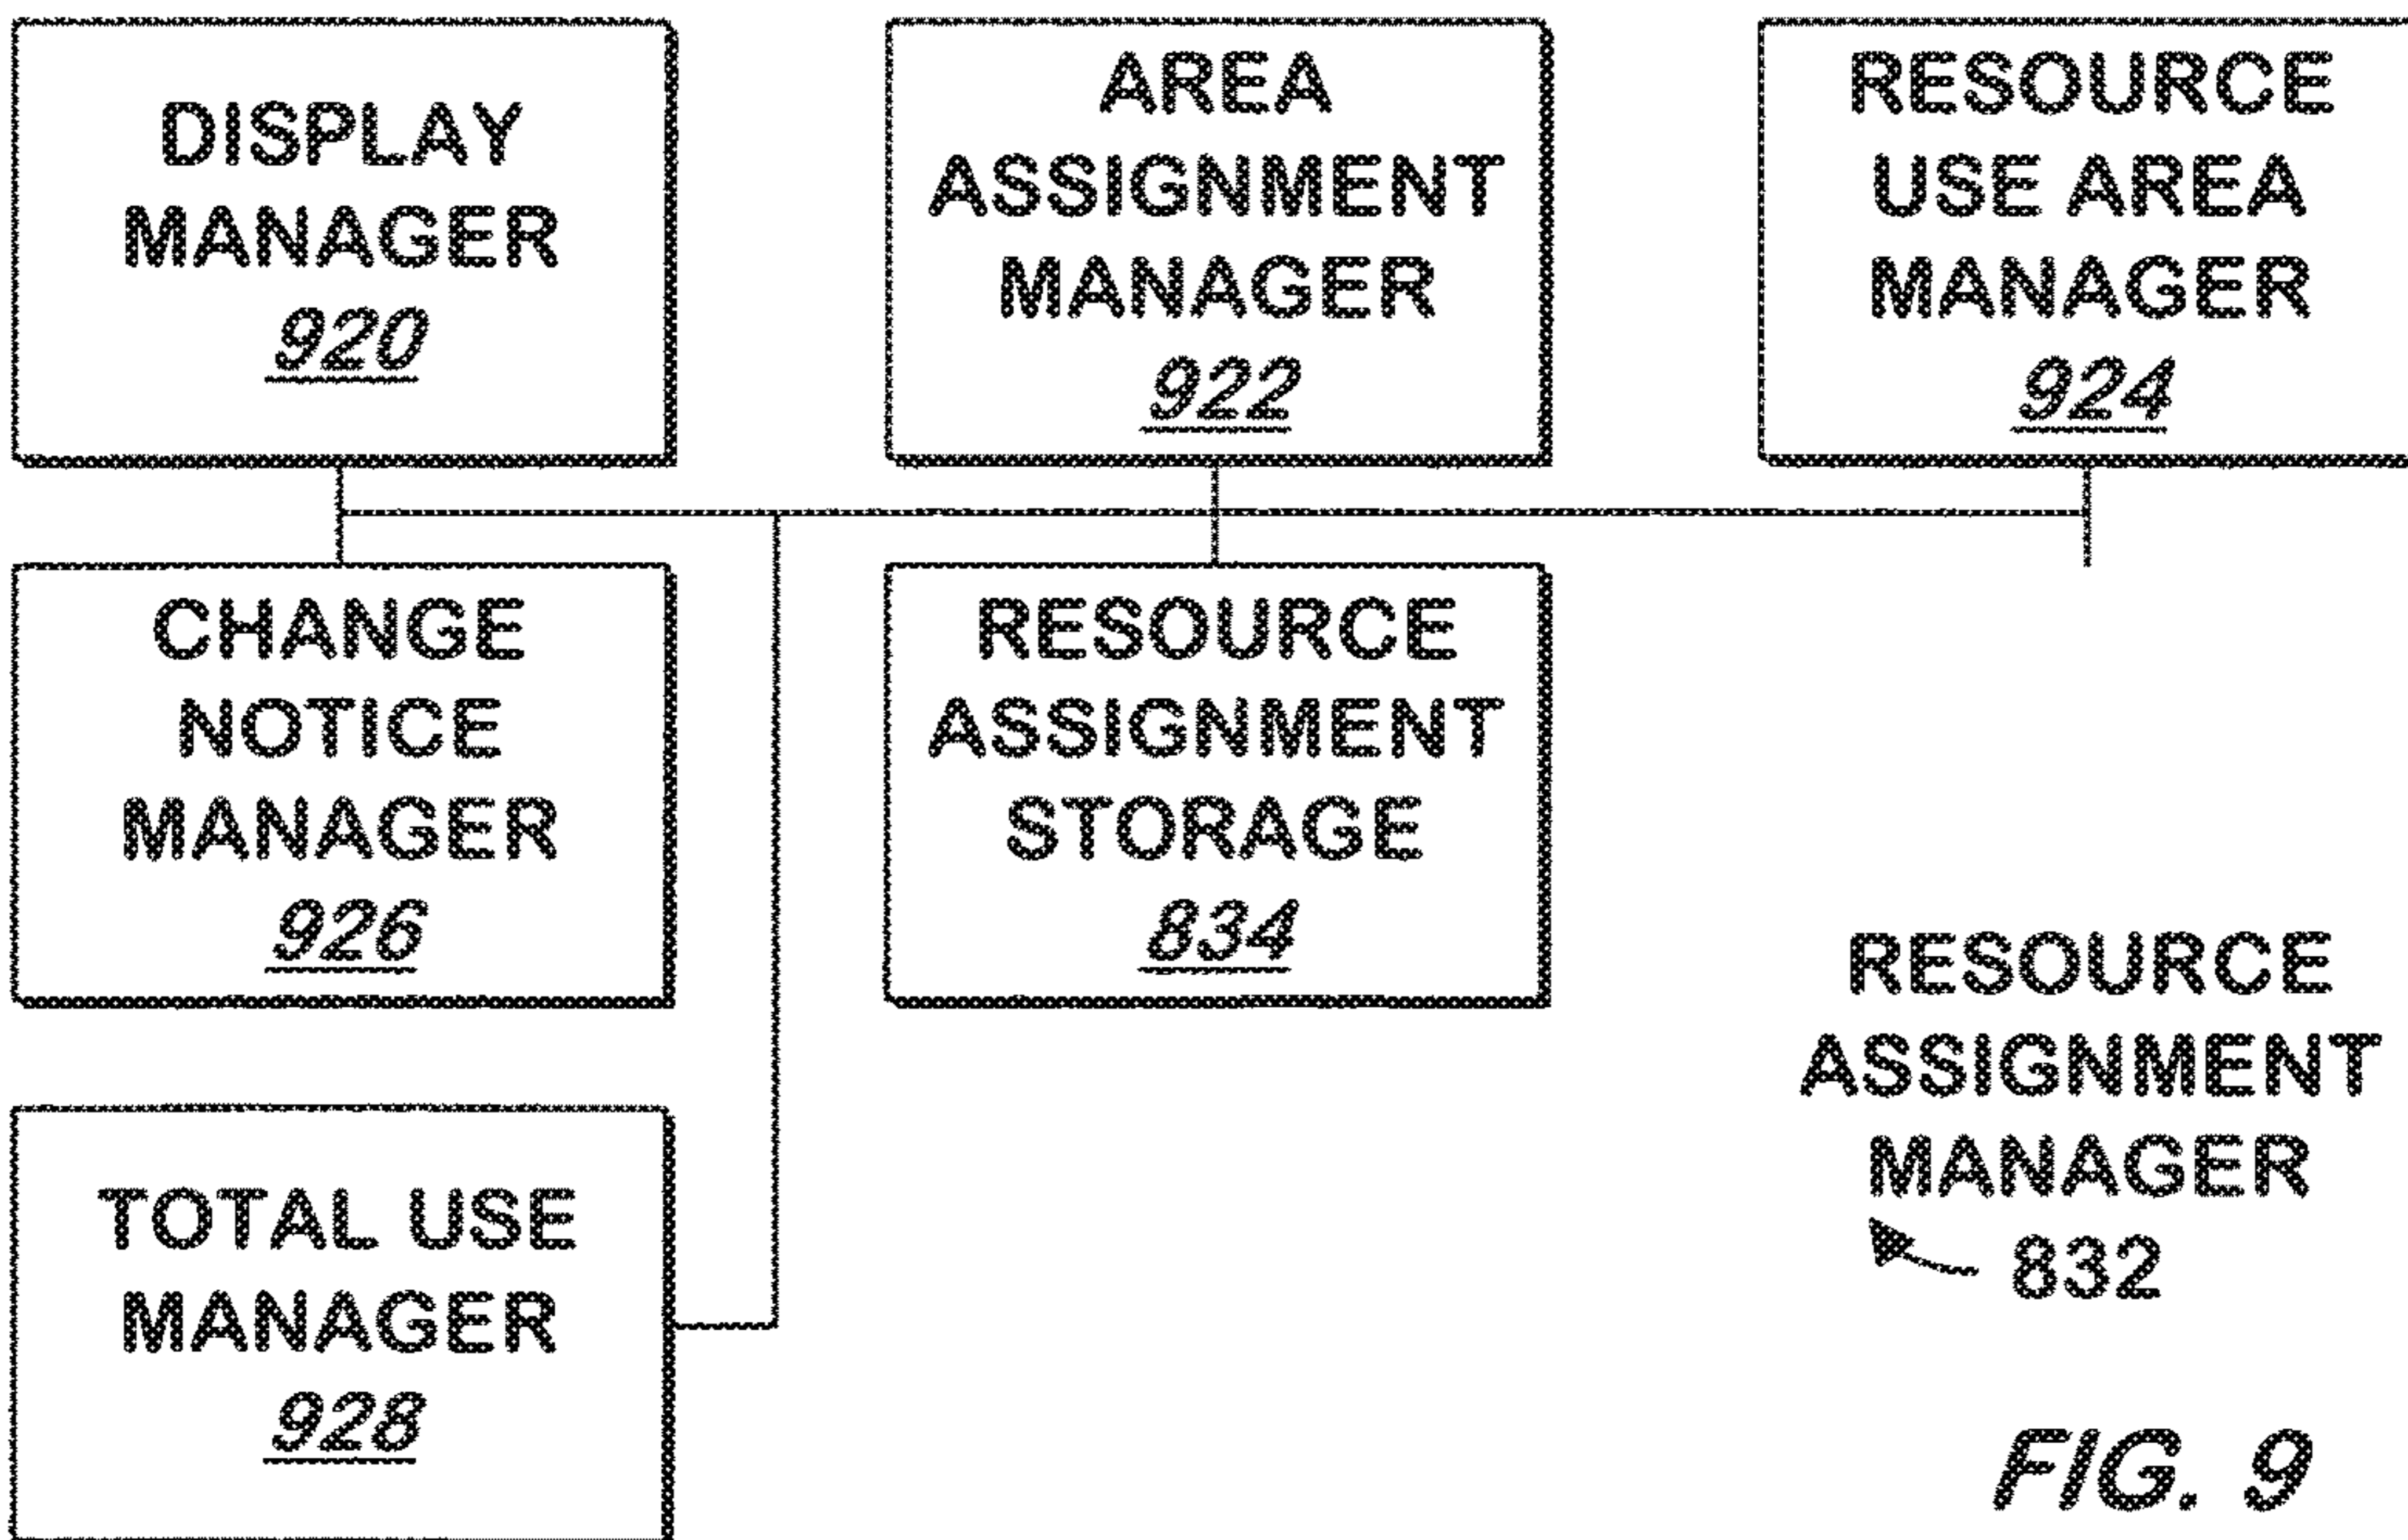 DISPLAY
MANAGER
920
AREA
ASSIGNMENT
MANAGER
922
RESOURCE
USE AREA
MANAGER
924
CHANGE
NOTICE
MANAGER
926
RESOURCE
ASSIGNMENT
STORAGE
834
TOTAL USE
MANAGER
928
RESOURCE
ASSIGNMENT
MANAGER
832
FIG. 9